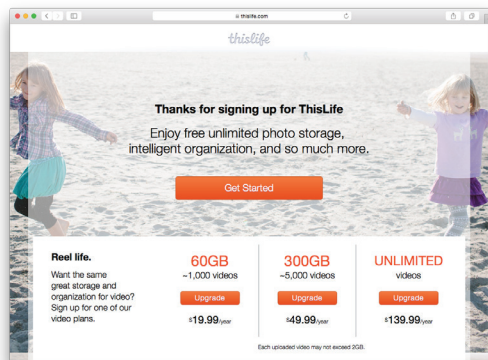 thislife.com
thislife
Thanks for signing up for ThisLife
Enjoy free unlimited photo storage,
intelligent organization, and so much more.
Get Started
Reel life.
Want the same
great storage and
organization for video?
Sign up for one of our
video plans.
60GB
~1,000 videos
Upgrade
$19.99/year
300GB
~5,000 videos
Upgrade
$49.99/year
UNLIMITED
videos
Upgrade
$139.99/year
Each uploaded video may not exceed 2GB.